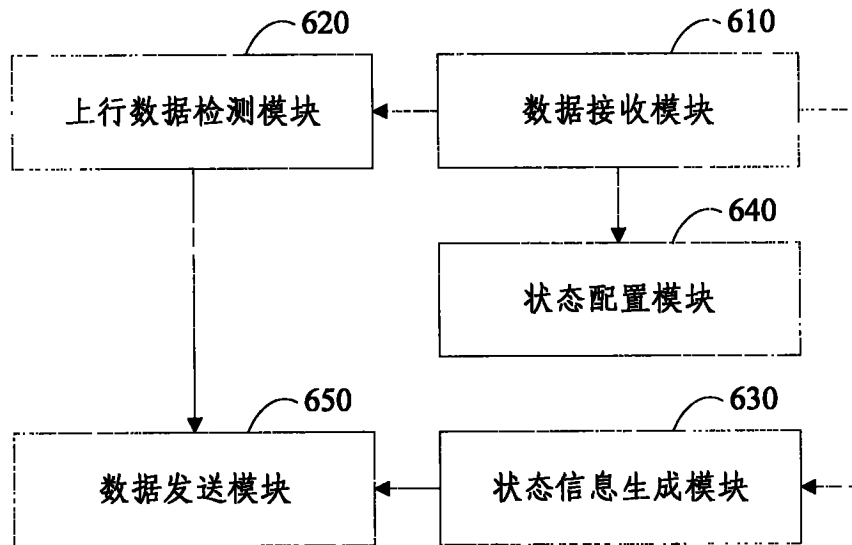 620
610
上行数据检测模块
数据接收模块
640
状态配置模块
650
630
数据发送模块
状态信息生成模块